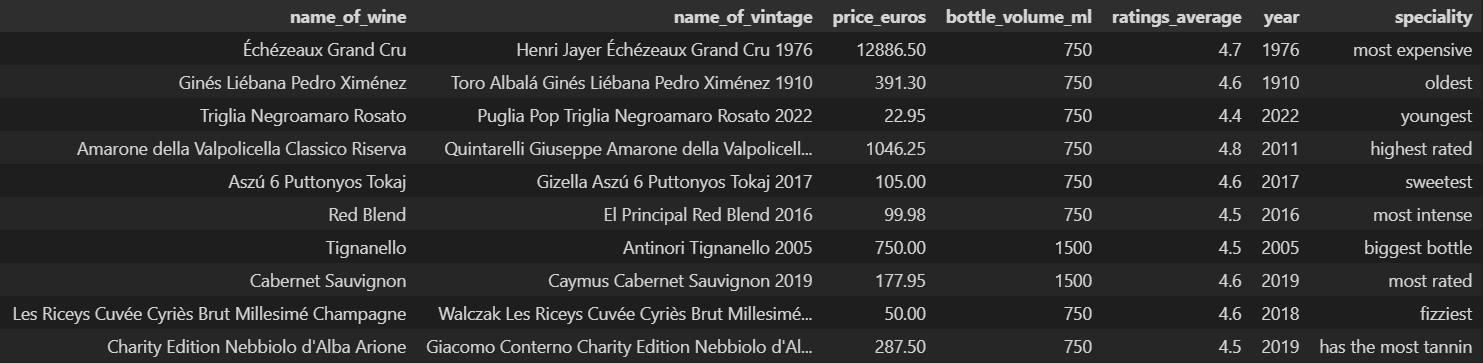 name_of_wine name_of_vintage price_euros bottle_volume_ml ratings_average year speciality
Échézeaux Grand Cru Henri Jayer Échézeaux Grand Cru 1976 12886.50 750 4.7 1976 most expensive
Ginés Liébana Pedro Ximénez Toro Albalá Ginés Liébana Pedro Ximénez 1910 391.30 750 4.6 1910 oldest
Triglia Negroamaro Rosato Puglia Pop Triglia Negroamaro Rosato 2022 22.95 750 4.4 2022 youngest
Amarone della Valpolicella Classico Riserva Quintarelli Giuseppe Amarone della Valpolicell... 1046.25 750 4.8 2011 highest rated
Aszú 6 Puttonyos Tokaj Gizella Aszú 6 Puttonyos Tokaj 2017 105.00 750 4.6 2017 sweetest
Red Blend El Principal Red Blend 2016 99.98 750 4.5 2016 most intense
Tignanello Antinori Tignanello 2005 750.00 1500 4.5 2005 biggest bottle
Cabernet Sauvignon Caymus Cabernet Sauvignon 2019 177.95 1500 4.6 2019 most rated
Les Riceys Cuvée Cyriès Brut Millesimé Champagne Walczak Les Riceys Cuvée Cyriès Brut Millesimé... 50.00 750 4.6 2018 fizziest
Charity Edition Nebbiolo d'Alba Arione Giacomo Conterno Charity Edition Nebbiolo d'Al... 287.50 750 4.5 2019 has the most tannin